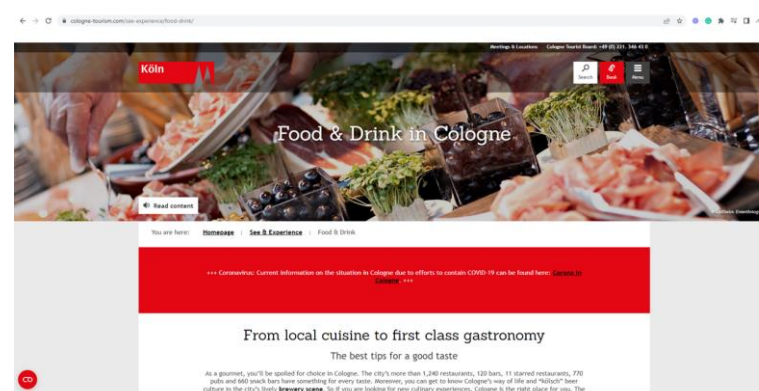 cologne-tourism.com/see-experience/food-drink/
Meetings & Locations Cologne Tourist Board: +49 (0) 221. 346 43 0
Köln
Search Book Menu
Food & Drink in Cologne
Read content
You are here: Homepage | See & Experience | Food & Drink
+++ Coronavirus: Current information on the situation in Cologne due to efforts to contain COVID-19 can be found here: Corona in
Cologne. +++
From local cuisine to first class gastronomy
The best tips for a good taste
As a gourmet, you'll be spoiled for choice in Cologne. The city's more than 1,240 restaurants, 120 bars, 11 starred restaurants, 770
pubs and 660 snack bars have something for every taste. Moreover, you can get to know Cologne's way of life and "kölsch" beer
culture in the city's lively brewery scene. So if you are looking for new culinary experiences, Cologne is the right place for you. The